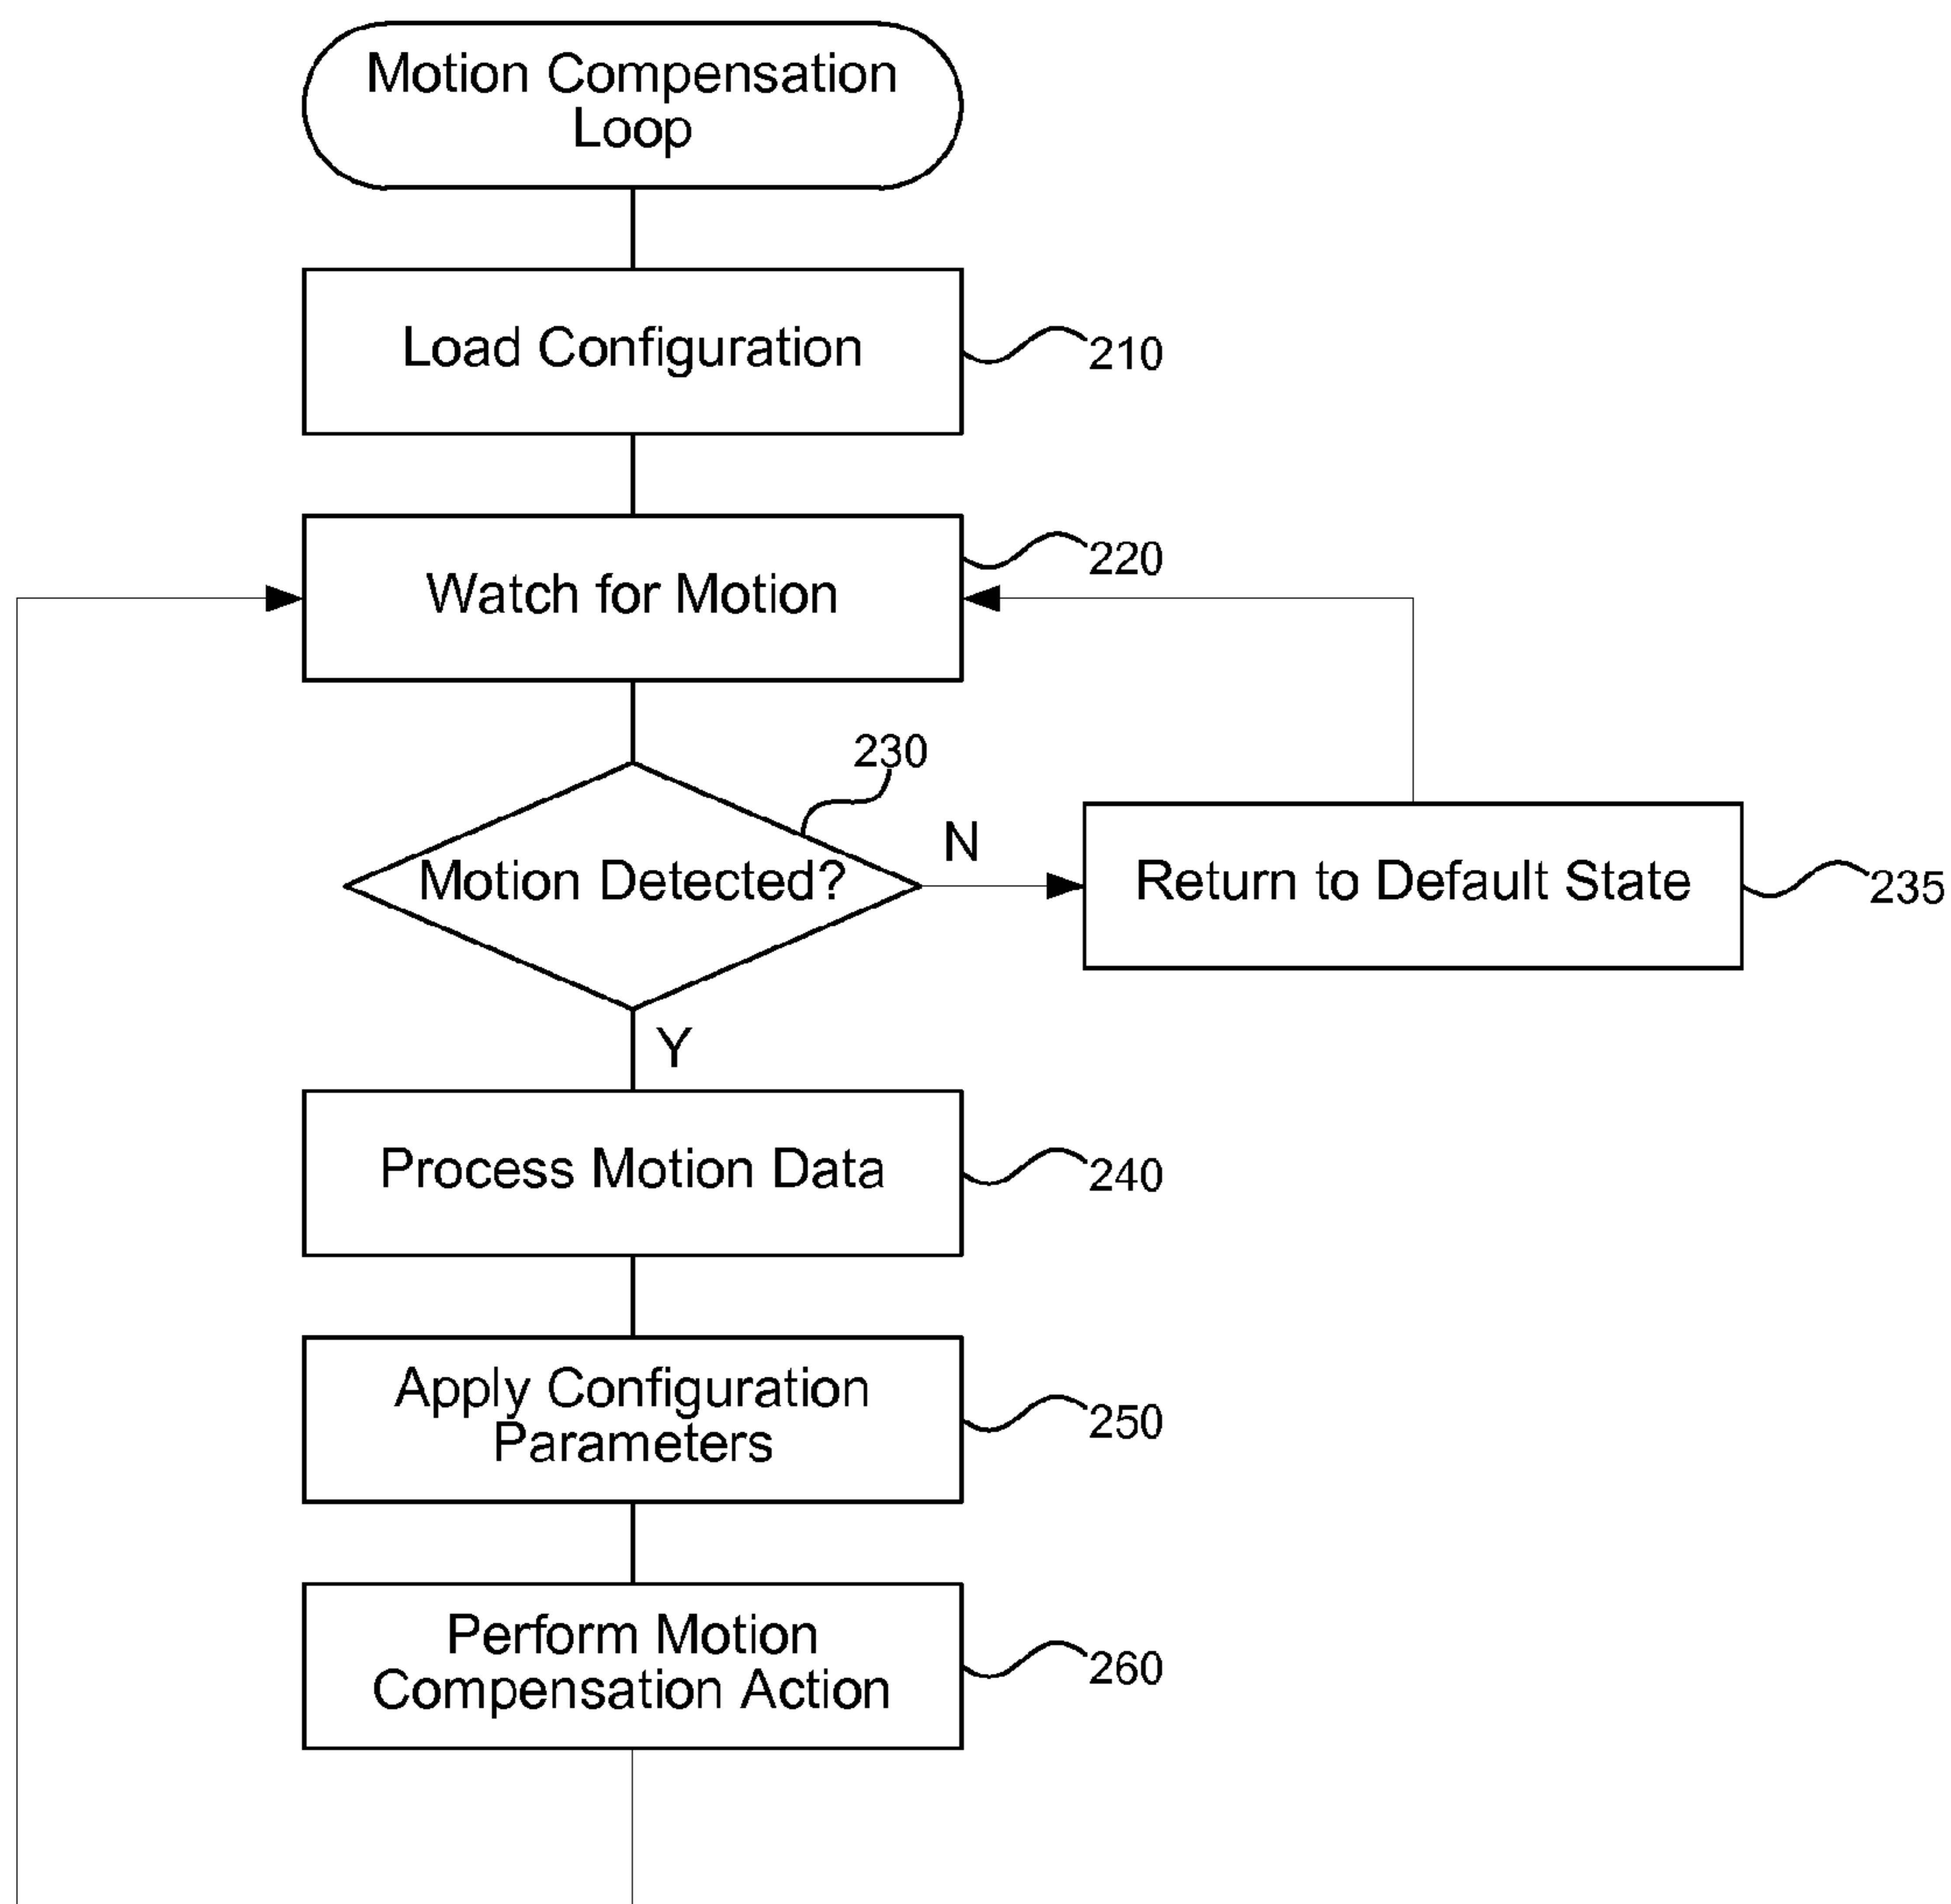 Motion Compensation
Loop
Load Configuration
210
Watch for Motion
220
230
Motion Detected?
N
Return to Default State
235
Y
Process Motion Data
240
Apply Configuration
Parameters
250
Perform Motion
Compensation Action
260